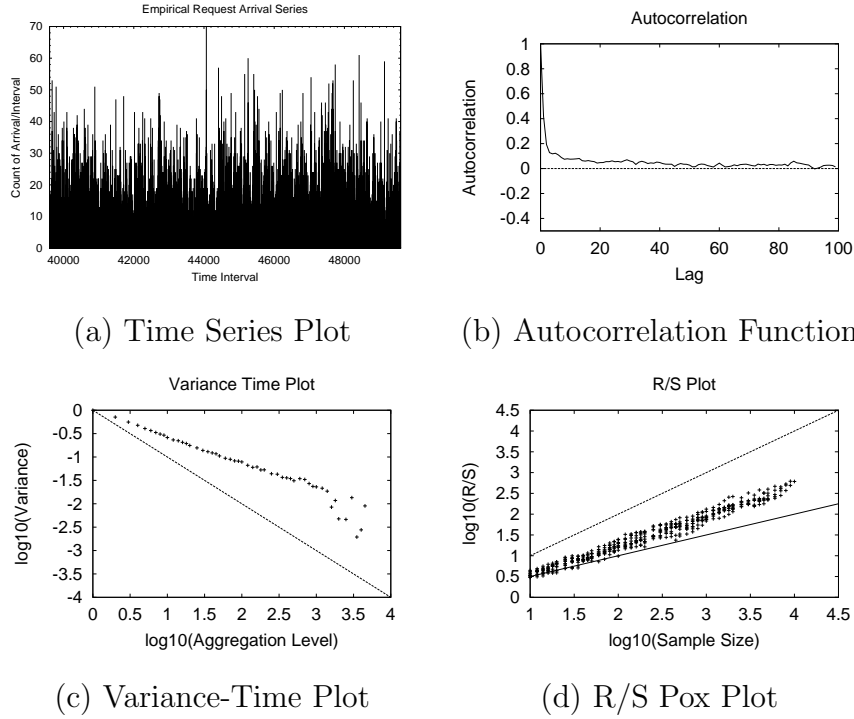 Empirical Request Arrival Series
70
60
50
40
30
20
10
0
Count of Arrival/Interval
40000 42000 44000 46000 48000
Time Interval
(a) Time Series Plot
Autocorrelation
1
0.8
0.6
0.4
0.2
0
-0.2
-0.4
Autocorrelation
0 20 40 60 80 100
Lag
(b) Autocorrelation Function
Variance Time Plot
0
-0.5
-1
-1.5
-2
-2.5
-3
-3.5
-4
log10(Variance)
0 0.5 1 1.5 2 2.5 3 3.5 4
log10(Aggregation Level)
(c) Variance-Time Plot
R/S Plot
4.5
4
3.5
3
2.5
2
1.5
1
0.5
0
log10(R/S)
1 1.5 2 2.5 3 3.5 4 4.5
log10(Sample Size)
(d) R/S Pox Plot